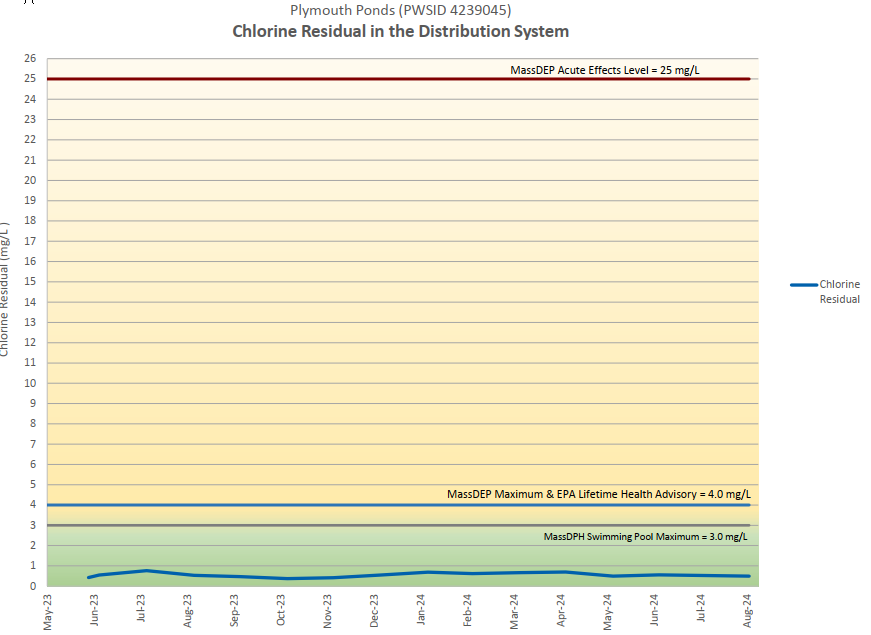 Plymouth Ponds (PWSID 4239045)
Chlorine Residual in the Distribution System
Chlorine Residual (mg/L )
26
25
24
23
22
21
20
19
18
17
16
15
14
13
12
11
10
9
8
7
6
5
4
3
2
1
0
MassDEP Acute Effects Level = 25 mg/L
MassDEP Maximum & EPA Lifetime Health Advisory = 4.0 mg/L
MassDPH Swimming Pool Maximum = 3.0 mg/L
May-23
Jun-23
Jul-23
Aug-23
Sep-23
Oct-23
Nov-23
Dec-23
Jan-24
Feb-24
Mar-24
Apr-24
May-24
Jun-24
Jul-24
Aug-24
Chlorine
Residual